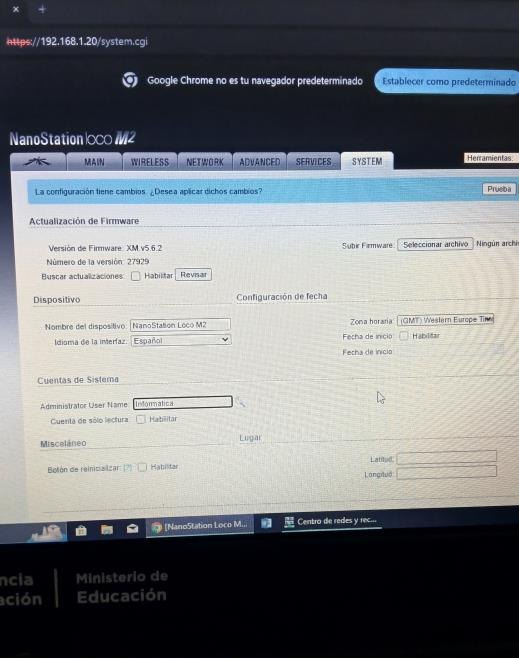 https://192.168.1.20/system.cgi
Google Chrome no es tu navegador predeterminado
Establecer como predeterminado
NanoStation loco M2
MAIN WIRELESS NETWORK ADVANCED SERVICES SYSTEM
Herramientas:
La configuración tiene cambios. ¿Desea aplicar dichos cambios?
Prueba
Actualización de Firmware
Versión de Firmware: XM.v5.6.2
Subir Firmware: Seleccionar archivo Ningún archi
Número de la versión: 27929
Buscar actualizaciones: Habilitar Revisar
Dispositivo
Configuración de fecha
Nombre del dispositivo: NanoStation Loco M2
Zona horaria: (GMT) Western Europe Time
Idioma de la interfaz: Español
Fecha de inicio: Habilitar
Fecha de inicio:
Cuentas de Sistema
Administrator User Name: Informatica
Cuenta de sólo lectura: Habilitar
Misceláneo
Lugar
Botón de reinicializar: [?] Habilitar
Latitud:
Longitud:
[NanoStation Loco M...
Centro de redes y rec...
ncia
ación
Ministerio de
Educación